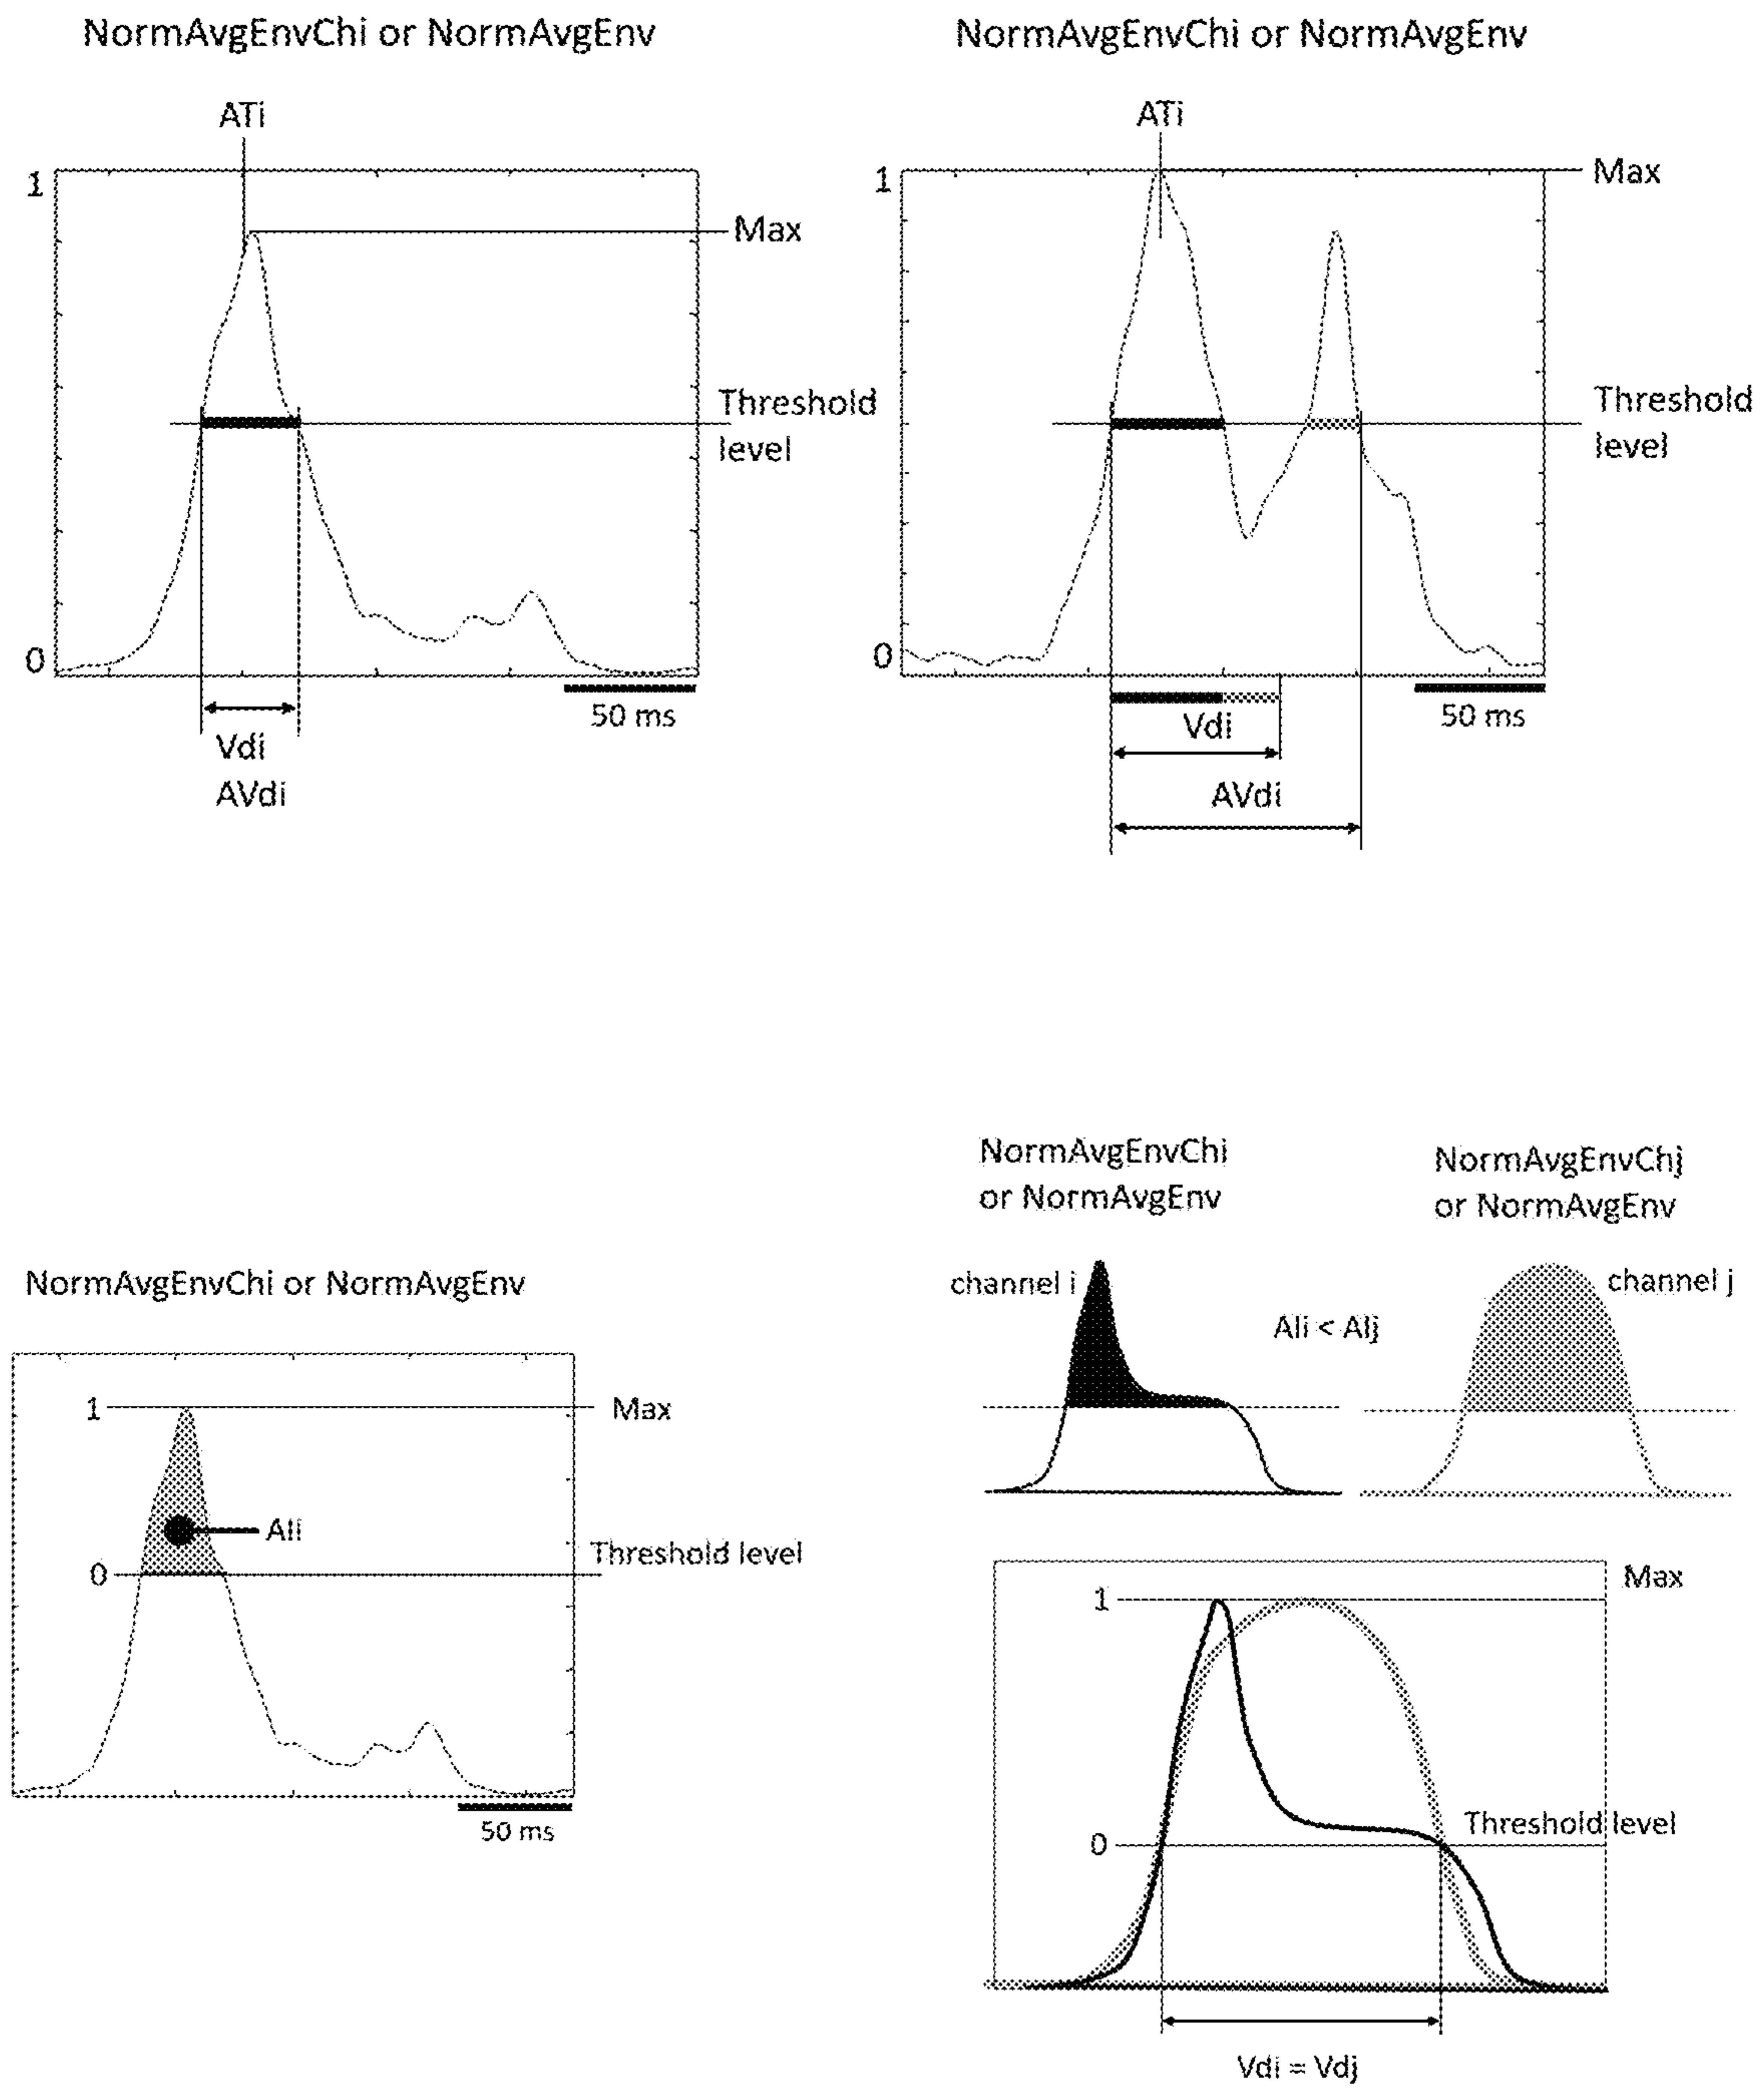 NormAvgEnvChi or NormAvgEnv
ATi
1
Max
Threshold
level
0
50 ms
Vdi
AVdi
NormAvgEnvChi or NormAvgEnv
ATi
1
Max
Threshold
level
0
50 ms
Vdi
AVdi
NormAvgEnvChi or NormAvgEnv
1
Max
AIi
Threshold level
0
50 ms
NormAvgEnvChi
or NormAvgEnv
NormAvgEnvChj
or NormAvgEnv
channel i
channel j
AIi < AIj
Max
1
Threshold level
0
Vdi = Vdj